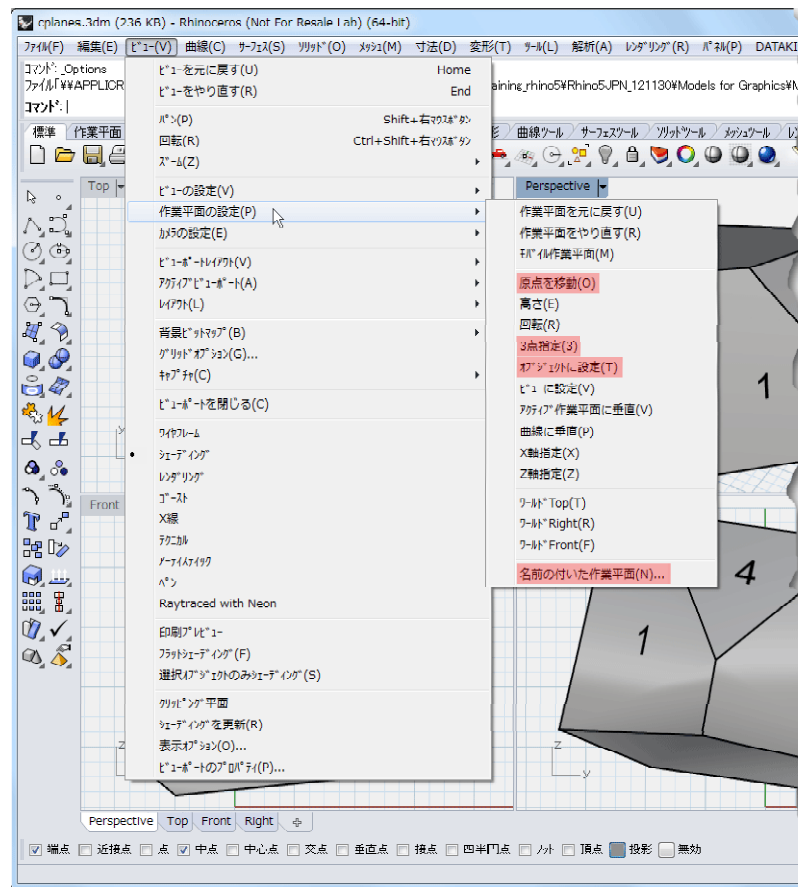 cplanes.3dm (236 KB) - Rhinoceros (Not For Resale Lab) (64-bit)
ﾌｧｲﾙ(F) 編集(E) ﾋﾞｭｰ(V) 曲線(C) ｻｰﾌｪｽ(S) ｿﾘｯﾄﾞ(O) ﾒｯｼｭ(M) 寸法(D) 変形(T) ﾂｰﾙ(L) 解析(A) ﾚﾝﾀﾞﾘﾝｸﾞ(R) ﾊﾟﾈﾙ(P) DATAKI
ｺﾏﾝﾄﾞ: _Options
ﾌｧｲﾙ「¥¥APPLICR
aining_rhino5¥Rhino5JPN_121130¥Models for Graphics¥M
ｺﾏﾝﾄﾞ:
標準 作業平面
曲線ﾂｰﾙ ｻｰﾌｪｽﾂｰﾙ ｿﾘｯﾄﾞﾂｰﾙ ﾒｯｼｭﾂｰﾙ
ﾋﾞｭｰを元に戻す(U) Home
ﾋﾞｭｰをやり直す(R) End
ﾊﾟﾝ(P) Shift+右ﾏｳｽﾎﾞﾀﾝ
回転(R) Ctrl+Shift+右ﾏｳｽﾎﾞﾀﾝ
ｽﾞｰﾑ(Z)
ﾋﾞｭｰの設定(V)
作業平面の設定(P)
ｶﾒﾗの設定(E)
ﾋﾞｭｰﾎﾟｰﾄﾚｲｱｳﾄ(V)
ｱｸﾃｨﾌﾞﾋﾞｭｰﾎﾟｰﾄ(A)
ﾚｲｱｳﾄ(L)
背景ﾋﾞｯﾄﾏｯﾌﾟ(B)
ｸﾞﾘｯﾄﾞｵﾌﾟｼｮﾝ(G)...
ｷｬﾌﾟﾁｬ(C)
ﾋﾞｭｰﾎﾟｰﾄを閉じる(C)
ﾜｲﾔﾌﾚｰﾑ
ｼｪｰﾃﾞｨﾝｸﾞ
ﾚﾝﾀﾞﾘﾝｸﾞ
ｺﾞｰｽﾄ
X線
ﾃｸﾆｶﾙ
ｱｰﾃｨｽﾃｨｯｸ
ﾍﾟﾝ
Raytraced with Neon
印刷ﾌﾟﾚﾋﾞｭｰ
ﾌﾗｯﾄｼｪｰﾃﾞｨﾝｸﾞ(F)
選択ｵﾌﾞｼﾞｪｸﾄのみｼｪｰﾃﾞｨﾝｸﾞ(S)
ｸﾘｯﾋﾟﾝｸﾞ平面
ｼｪｰﾃﾞｨﾝｸﾞを更新(R)
表示ｵﾌﾟｼｮﾝ(O)...
ﾋﾞｭｰﾎﾟｰﾄのﾌﾟﾛﾊﾟﾃｨ(P)...
Top
Perspective
作業平面を元に戻す(U)
作業平面をやり直す(R)
ﾓﾊﾞｲﾙ作業平面(M)
原点を移動(O)
高さ(E)
回転(R)
3点指定(3)
ｵﾌﾞｼﾞｪｸﾄに設定(T)
ﾋﾞｭｰに設定(V)
ｱｸﾃｨﾌﾞ作業平面に垂直(V)
曲線に垂直(P)
X軸指定(X)
Z軸指定(Z)
ﾜｰﾙﾄﾞTop(T)
ﾜｰﾙﾄﾞRight(R)
ﾜｰﾙﾄﾞFront(F)
名前の付いた作業平面(N)...
1
Front
4
1
z
z
y
Perspective Top Front Right
端点 近接点 点 中点 中心点 交点 垂直点 接点 四半円点 ﾉｯﾄ 頂点 投影 無効